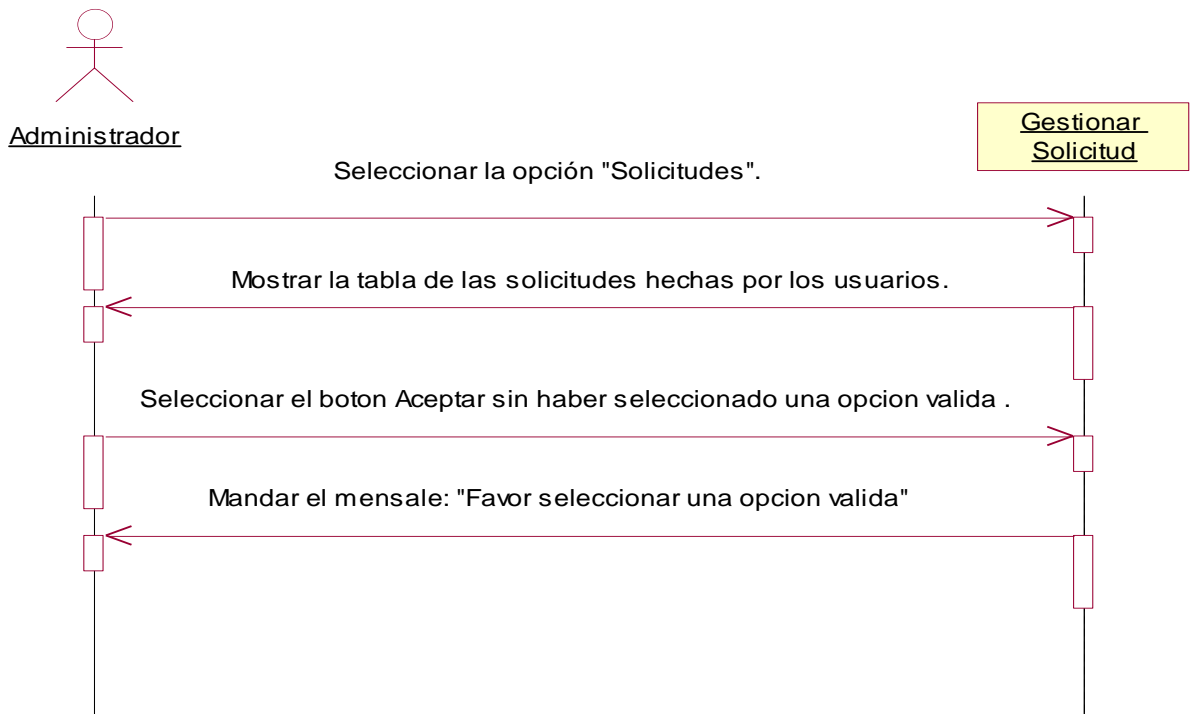 Administrador
Gestionar
Solicitud
Seleccionar la opción "Solicitudes".
Mostrar la tabla de las solicitudes hechas por los usuarios.
Seleccionar el boton Aceptar sin haber seleccionado una opcion valida .
Mandar el mensale: "Favor seleccionar una opcion valida"